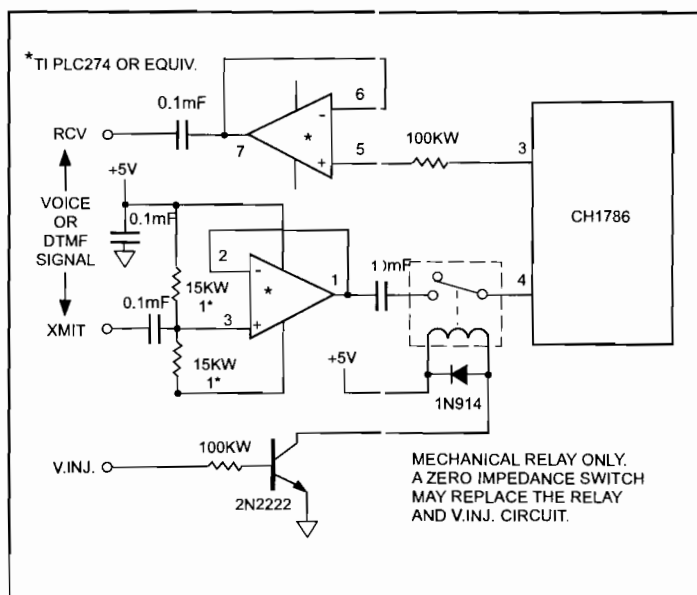 *TI PLC274 OR EQUIV.
0.1mF
6
-
*
RCV
7
5
+
100KW
3
+5V
VOICE
OR
DTMF
SIGNAL
0.1mF
CH1786
2
-
1
*
15KW
1*
10mF
4
0.1mF
XMIT
3
+
15KW
1*
+5V
1N914
100KW
V.INJ.
2N2222
MECHANICAL RELAY ONLY.
A ZERO IMPEDANCE SWITCH
MAY REPLACE THE RELAY
AND V.INJ. CIRCUIT.